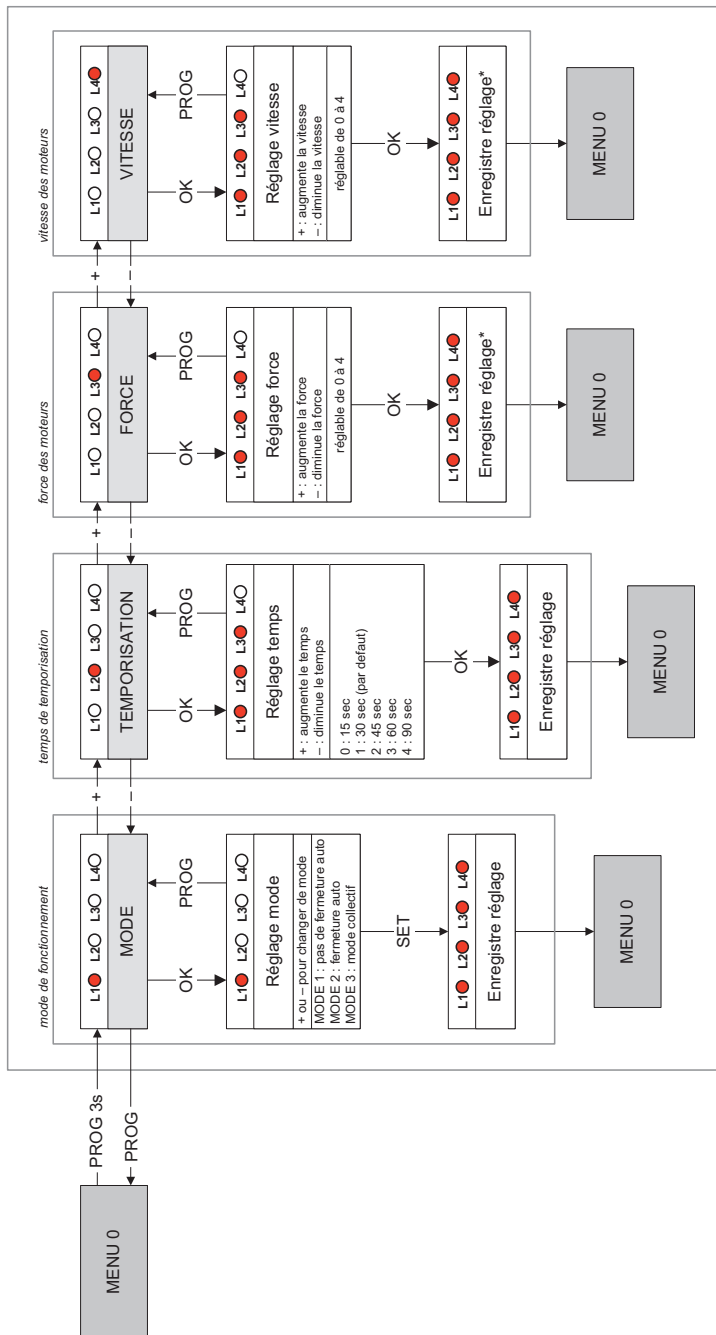 MENU 0
PROG 3s
PROG
mode de fonctionnement
L1 L2 L3 L4
MODE
OK
PROG
L1 L2 L3 L4
Réglage mode
+ ou – pour changer de mode
MODE 1 : pas de fermeture auto
MODE 2 : fermeture auto
MODE 3 : mode collectif
SET
L1 L2 L3 L4
Enregistre réglage
MENU 0
+
–
temps de temporisation
L1 L2 L3 L4
TEMPORISATION
OK
PROG
L1 L2 L3 L4
Réglage temps
+ : augmente le temps
– : diminue le temps
0 : 15 sec
1 : 30 sec (par defaut)
2 : 45 sec
3 : 60 sec
4 : 90 sec
OK
L1 L2 L3 L4
Enregistre réglage
MENU 0
+
–
force des moteurs
L1 L2 L3 L4
FORCE
OK
PROG
L1 L2 L3 L4
Réglage force
+ : augmente la force
– : diminue la force
réglable de 0 à 4
OK
L1 L2 L3 L4
Enregistre réglage*
MENU 0
+
–
vitesse des moteurs
L1 L2 L3 L4
VITESSE
OK
PROG
L1 L2 L3 L4
Réglage vitesse
+ : augmente la vitesse
– : diminue la vitesse
réglable de 0 à 4
OK
L1 L2 L3 L4
Enregistre réglage*
MENU 0